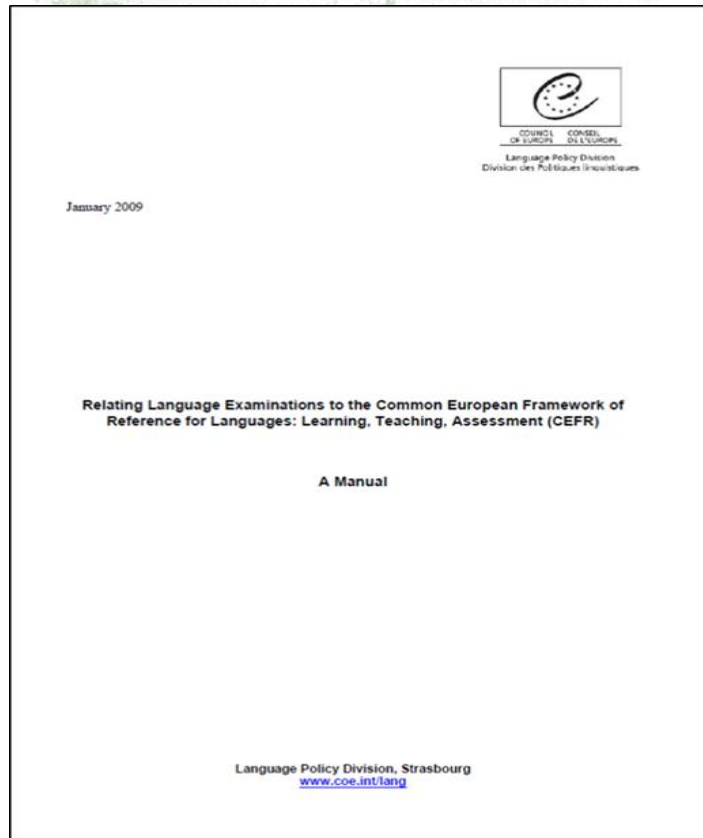 COUNCIL CONSEIL
OF EUROPE DE L'EUROPE
Language Policy Division
Division des Politiques linguistiques
January 2009
Relating Language Examinations to the Common European Framework of
Reference for Languages: Learning, Teaching, Assessment (CEFR)
A Manual
Language Policy Division, Strasbourg
www.coe.int/lang